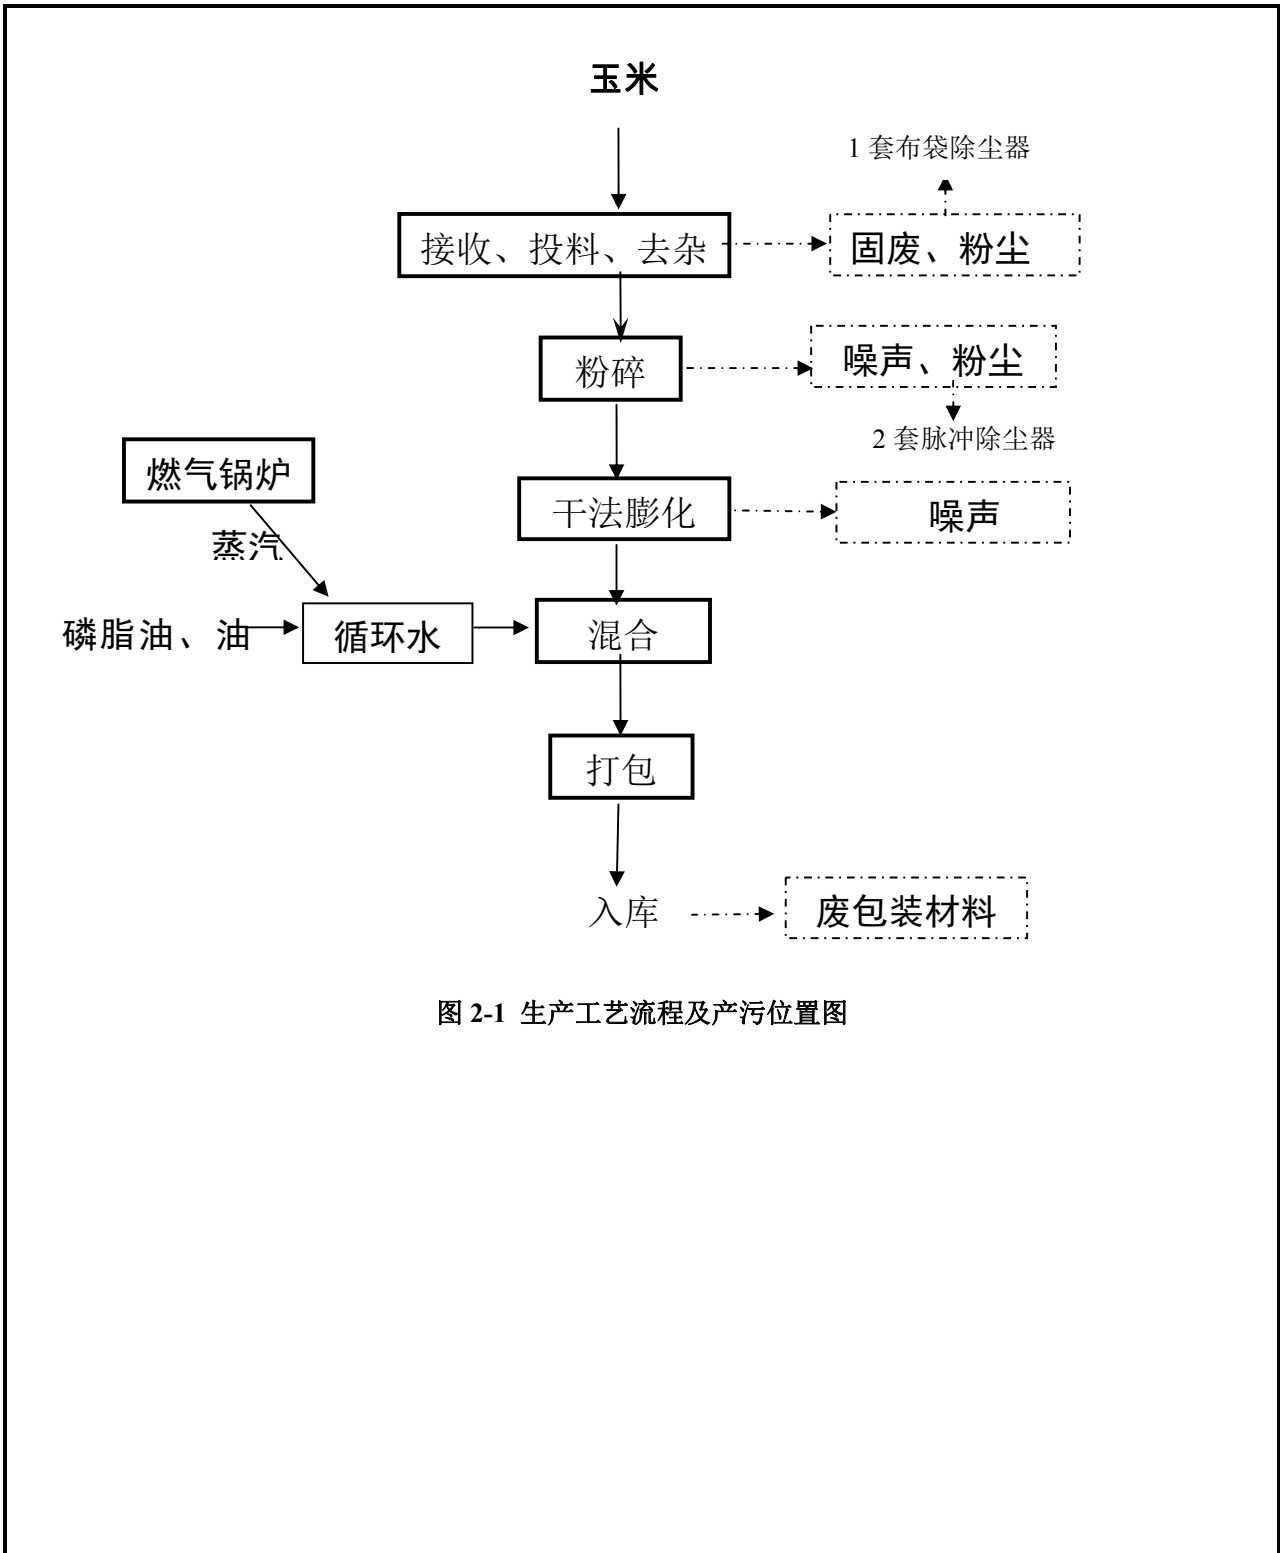 玉米
1 套布袋除尘器
接收、投料、去杂
固废、粉尘
粉碎
噪声、粉尘
2 套脉冲除尘器
燃气锅炉
干法膨化
噪声
蒸汽
磷脂油、油
循环水
混合
打包
入库
废包装材料
图 2-1 生产工艺流程及产污位置图